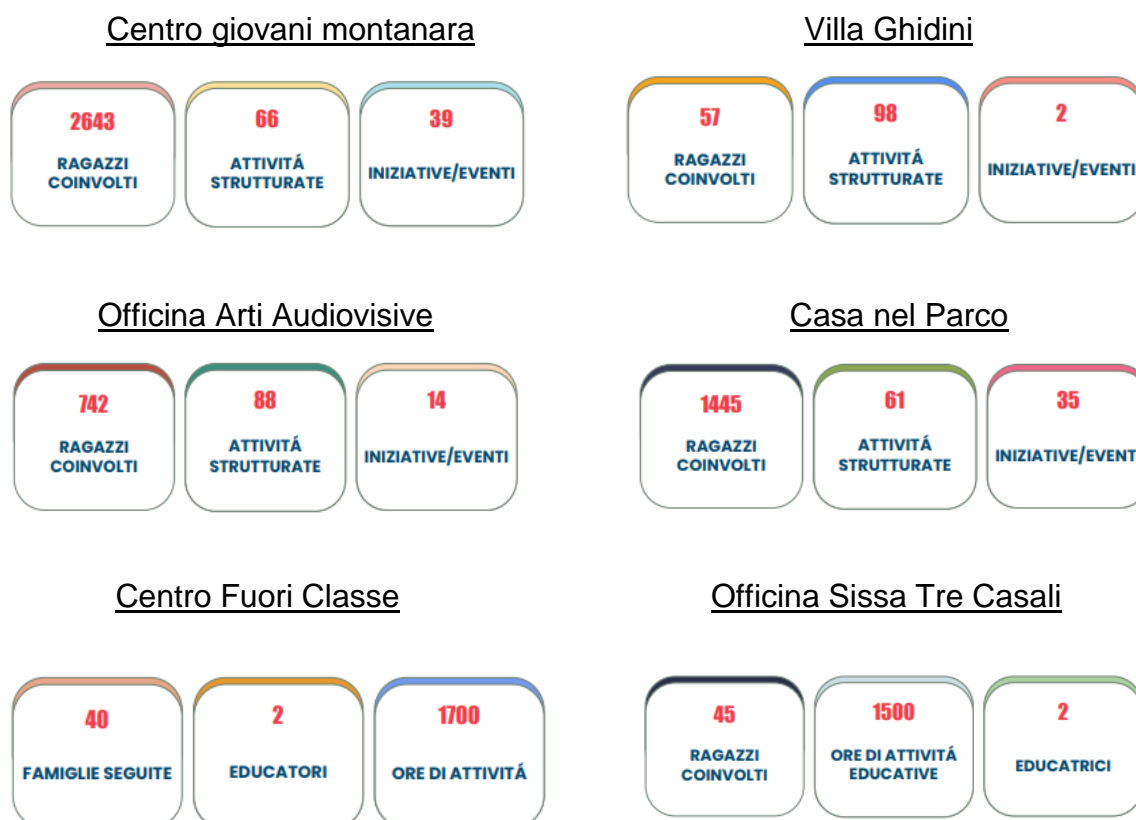 Centro giovani montanara
2643
RAGAZZI
COINVOLTI
66
ATTIVITÁ
STRUTTURATE
39
INIZIATIVE/EVENTI
Villa Ghidini
57
RAGAZZI
COINVOLTI
98
ATTIVITÁ
STRUTTURATE
2
INIZIATIVE/EVENTI
Officina Arti Audiovisive
742
RAGAZZI
COINVOLTI
88
ATTIVITÁ
STRUTTURATE
14
INIZIATIVE/EVENTI
Casa nel Parco
1445
RAGAZZI
COINVOLTI
61
ATTIVITÁ
STRUTTURATE
35
INIZIATIVE/EVENT
Centro Fuori Classe
40
FAMIGLIE SEGUITE
2
EDUCATORI
1700
ORE DI ATTIVITÁ
Officina Sissa Tre Casali
45
RAGAZZI
COINVOLTI
1500
ORE DI ATTIVITÁ
EDUCATIVE
2
EDUCATRICI